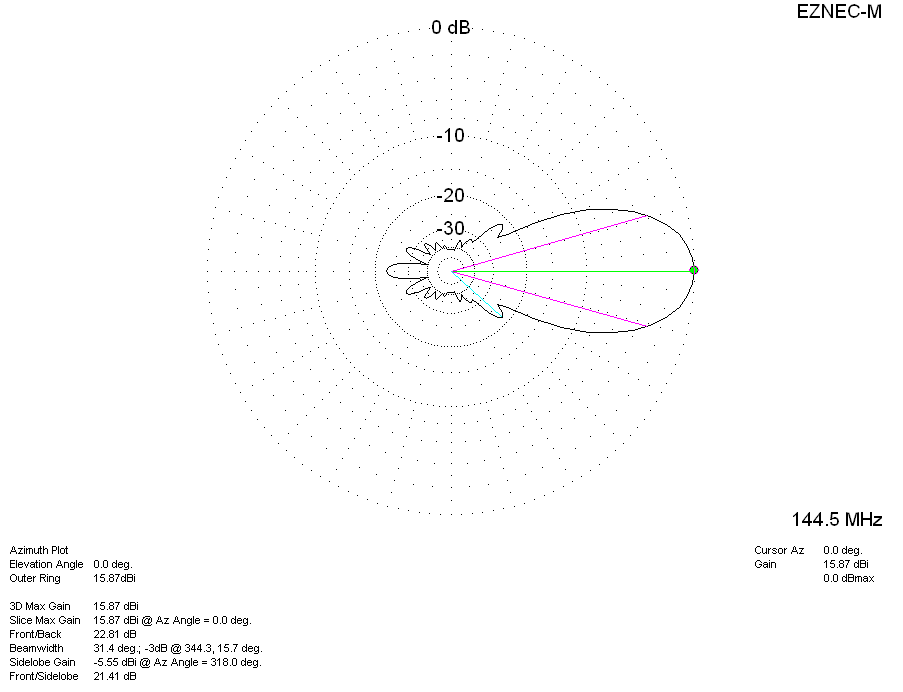 EZNEC-M
0 dB
-10
-20
-30
144.5 MHz
Azimuth Plot
Elevation Angle 0.0 deg.
Outer Ring 15.87dBi
Cursor Az 0.0 deg.
Gain 15.87 dBi
0.0 dBmax
3D Max Gain 15.87 dBi
Slice Max Gain 15.87 dBi @ Az Angle = 0.0 deg.
Front/Back 22.81 dB
Beamwidth 31.4 deg.; -3dB @ 344.3, 15.7 deg.
Sidelobe Gain -5.55 dBi @ Az Angle = 318.0 deg.
Front/Sidelobe 21.41 dB